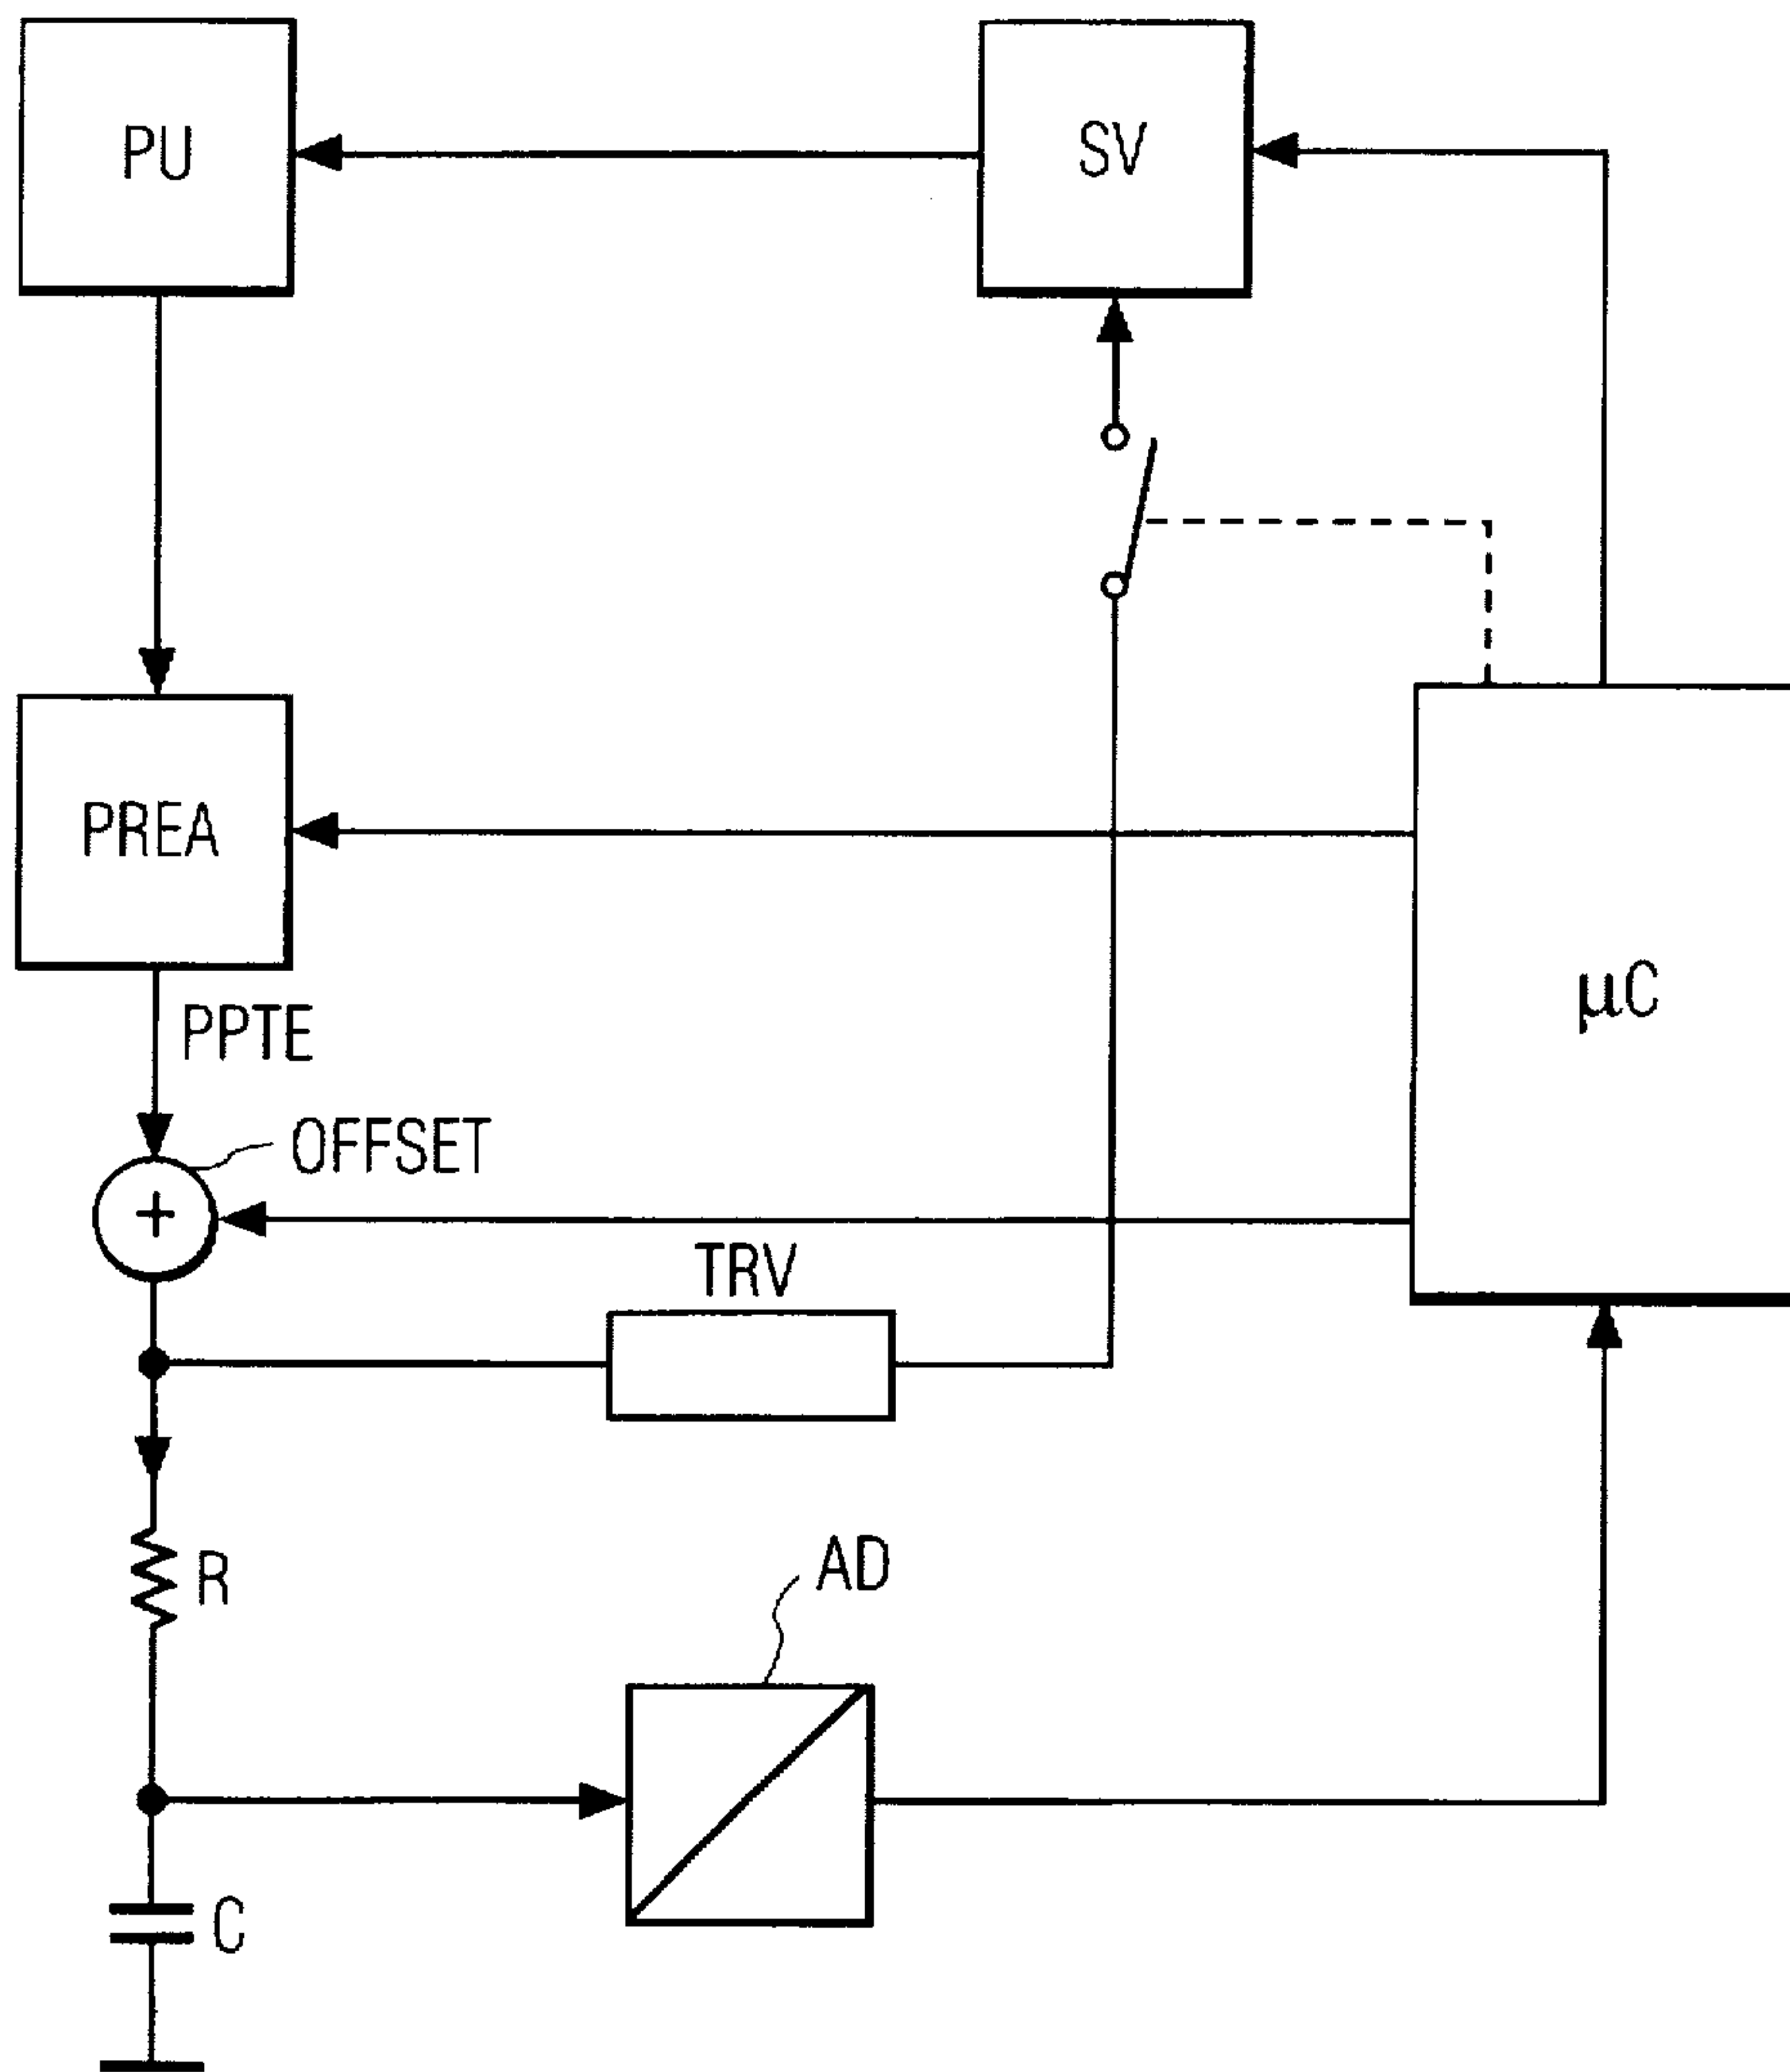 PU
SV
PREA
μC
PPTE
OFFSET
+
TRV
R
AD
C